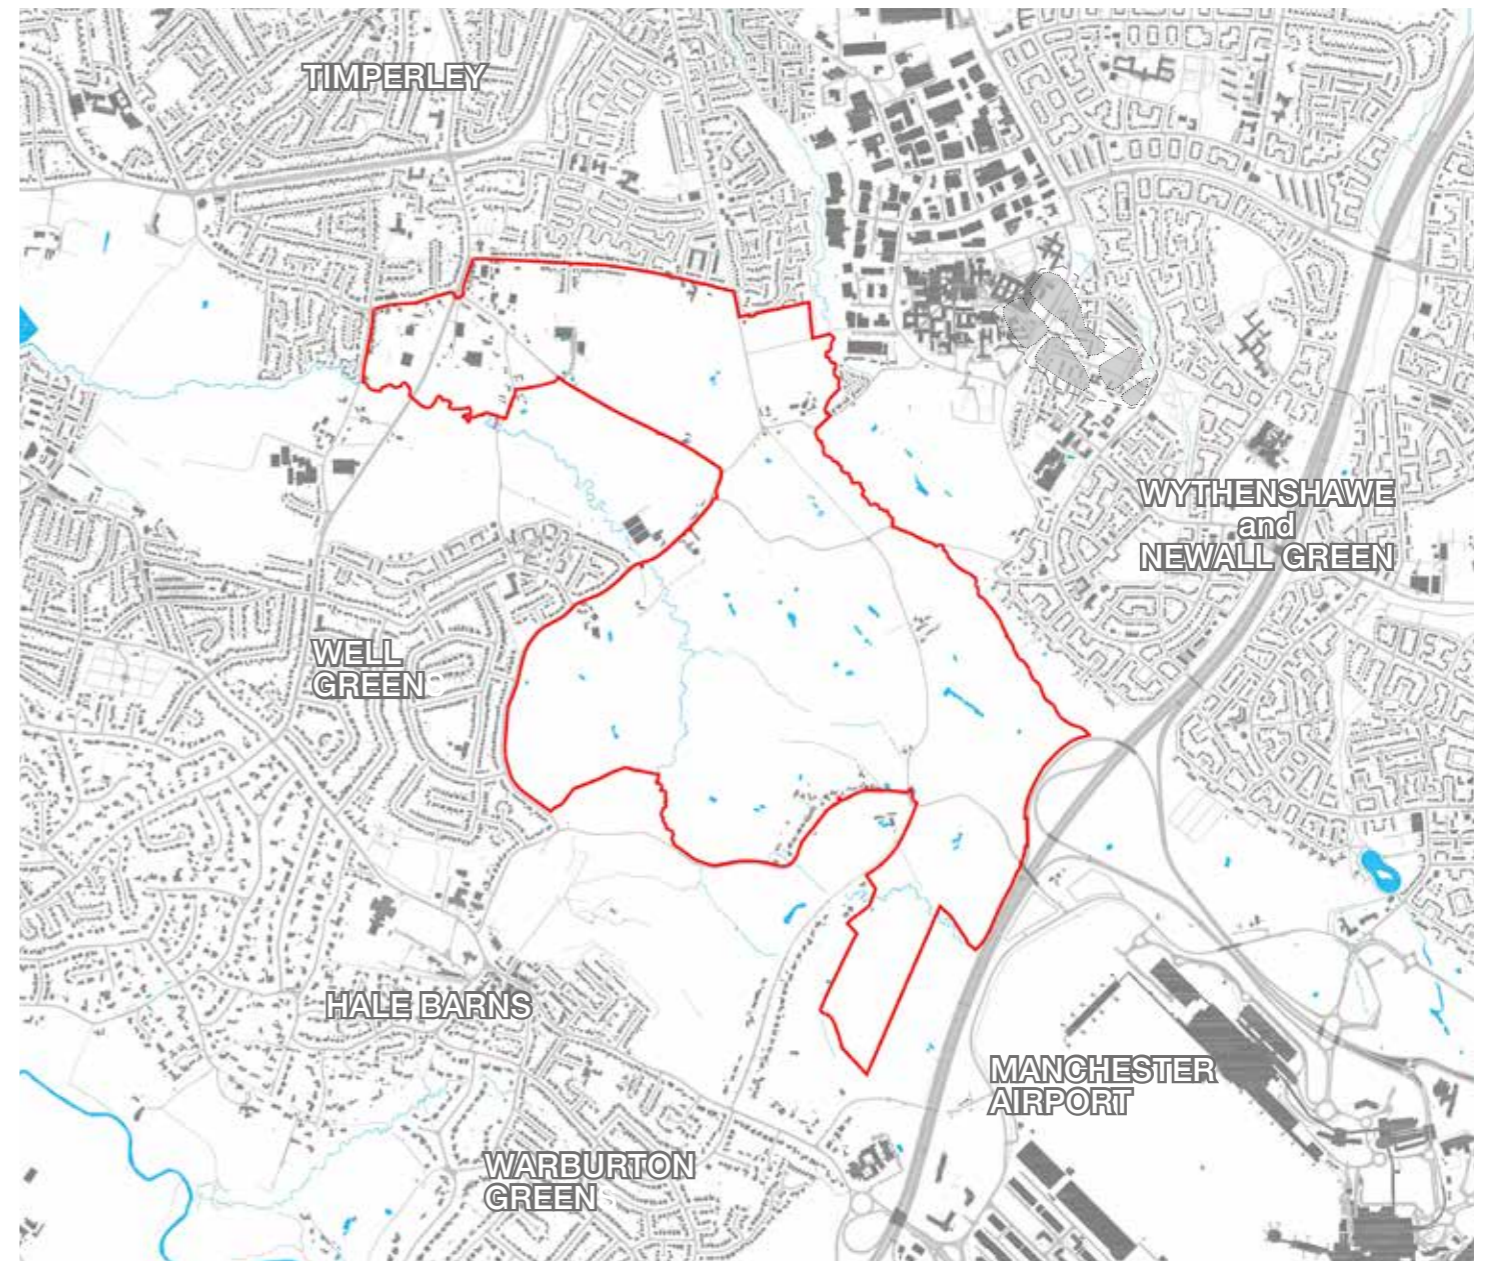 TIMPERLEY
WYTHENSHAWE
and
NEWALL GREEN
WELL
GREEN
HALE BARNS
MANCHESTER
AIRPORT
WARBURTON
GREEN